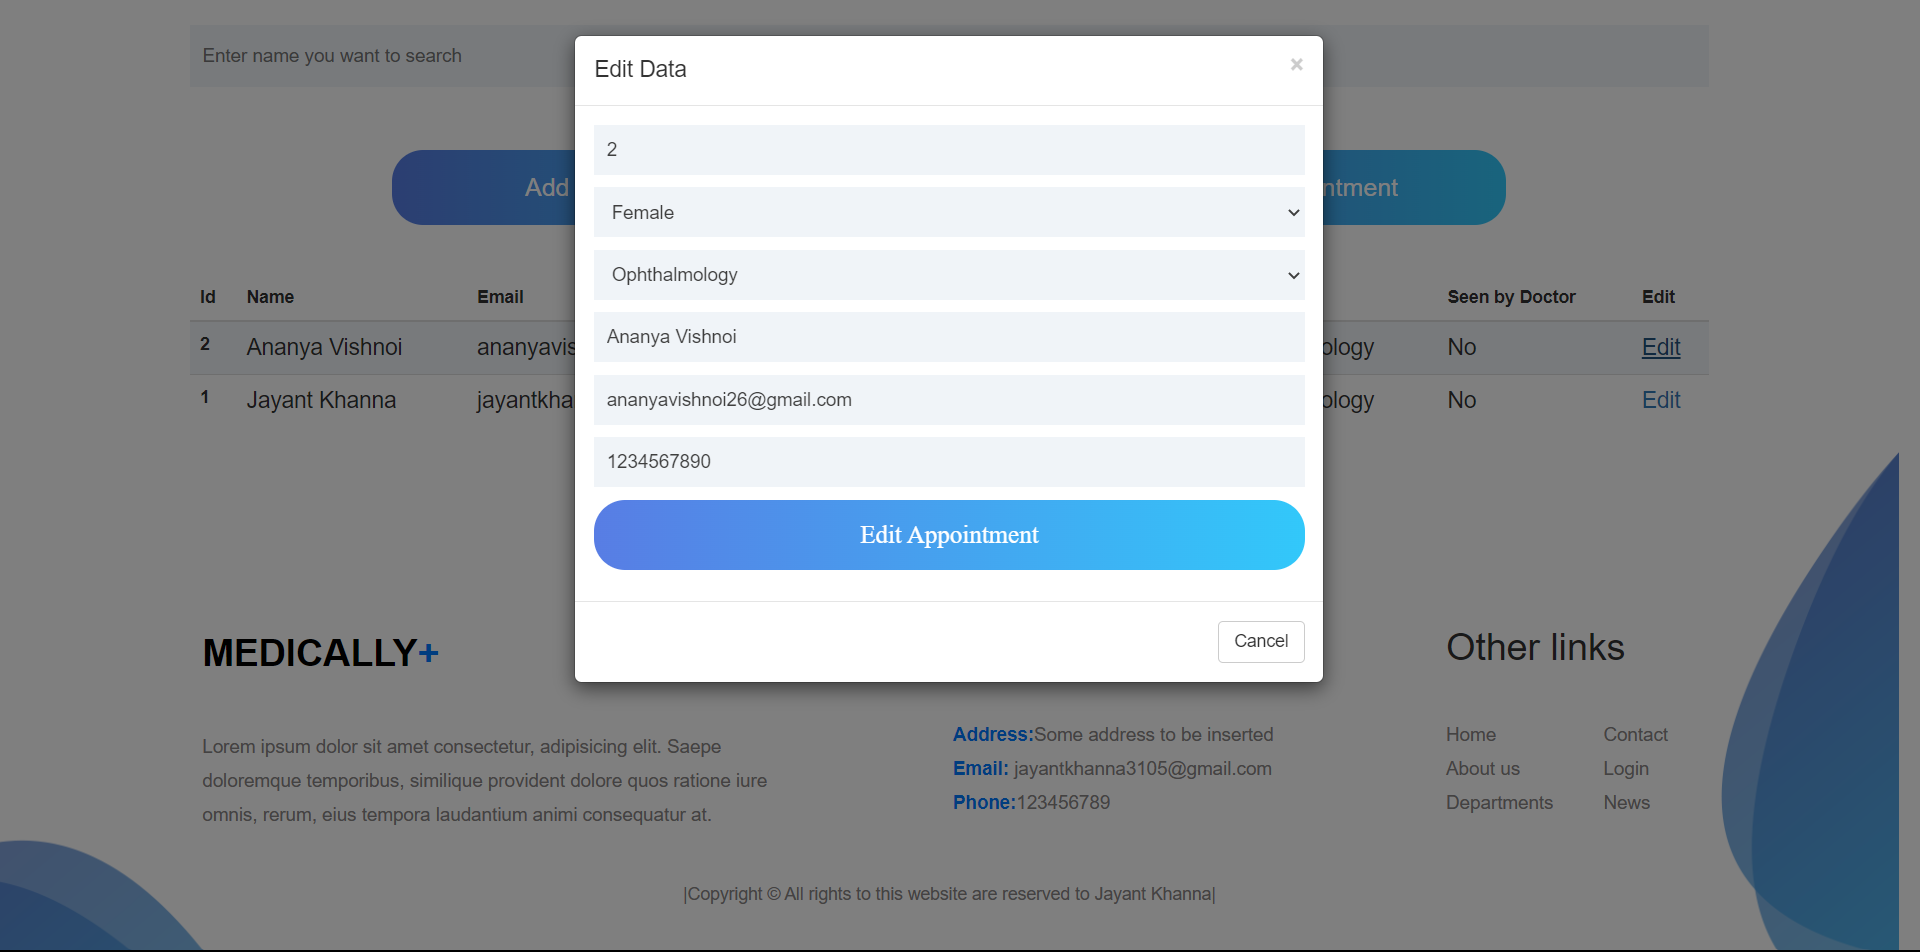 Enter name you want to search
Edit Data
×
2
Female
Ophthalmology
Ananya Vishnoi
ananyavishnoi26@gmail.com
1234567890
Edit Appointment
Cancel
Add
ntment
Id Name Email Seen by Doctor Edit
2 Ananya Vishnoi ananyavis ology No Edit
1 Jayant Khanna jayantkha ology No Edit
MEDICALLY+
Lorem ipsum dolor sit amet consectetur, adipisicing elit. Saepe
doloremque temporibus, similique provident dolore quos ratione iure
omnis, rerum, eius tempora laudantium animi consequatur at.
Address:Some address to be inserted
Email: jayantkhanna3105@gmail.com
Phone:123456789
Other links
Home Contact
About us Login
Departments News
|Copyright © All rights to this website are reserved to Jayant Khanna|